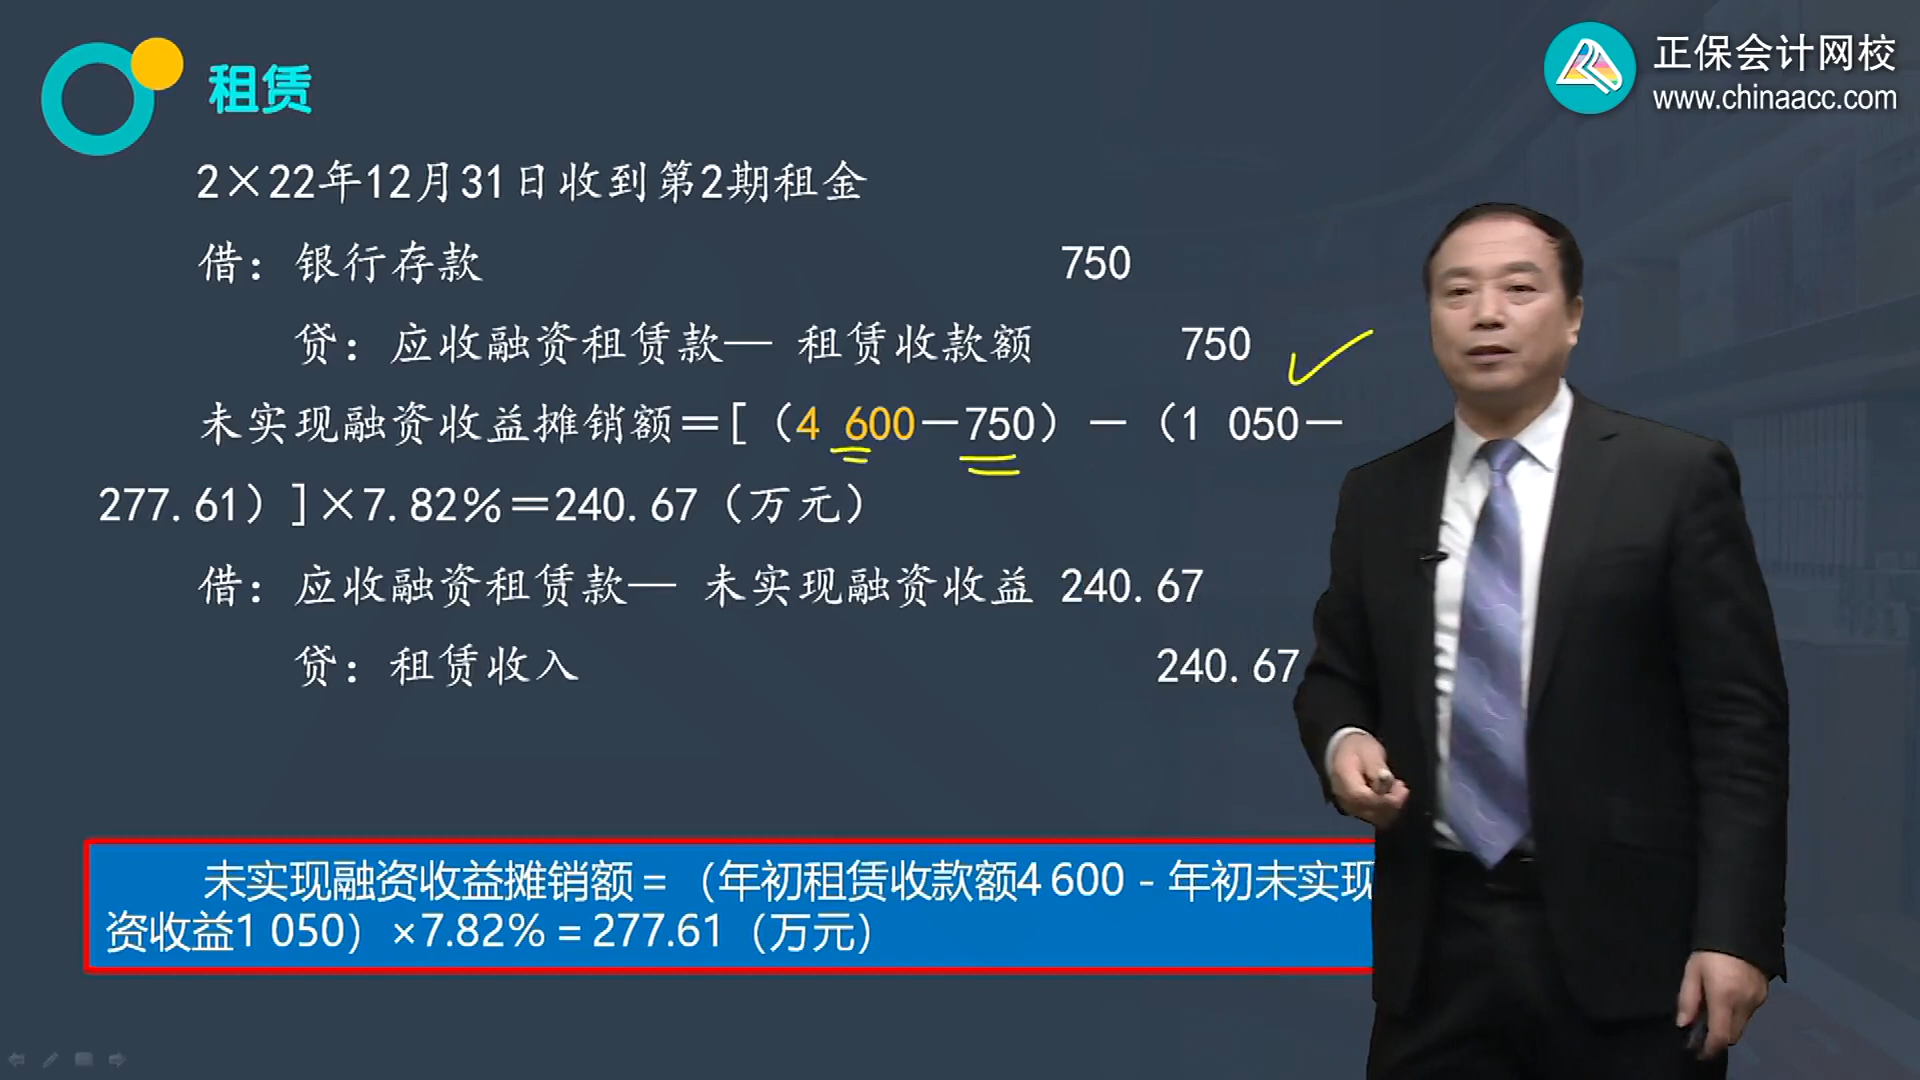 租赁
正保会计网校
www.chinaacc.com
2×22年12月31日收到第2期租金
借：银行存款 750
贷：应收融资租赁款— 租赁收款额 750
未实现融资收益摊销额＝[（4 600－750）－（1 050－
277.61）]×7.82%＝240.67（万元）
借：应收融资租赁款— 未实现融资收益 240.67
贷：租赁收入 240.67
未实现融资收益摊销额 = （年初租赁收款额4 600 - 年初未实现
资收益1 050）×7.82% = 277.61（万元）